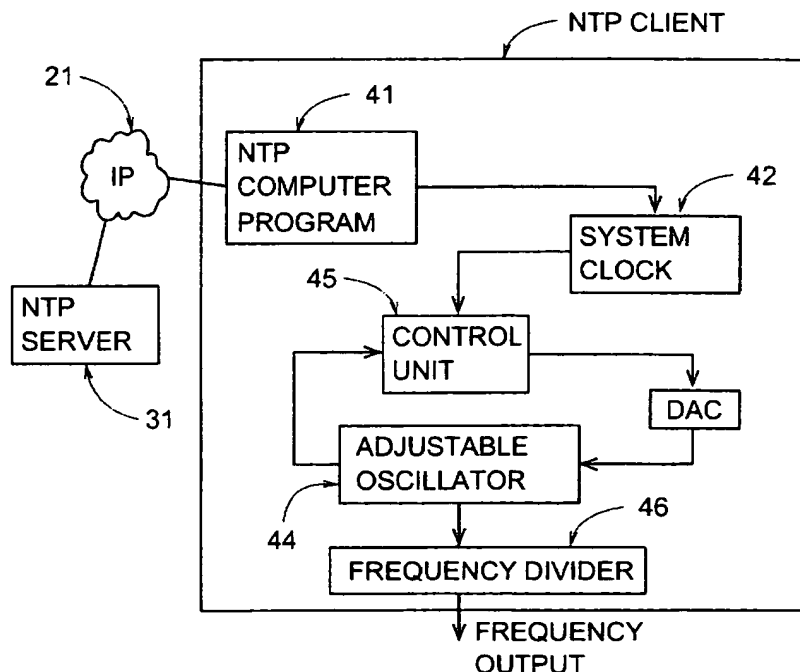 NTP CLIENT
21
41
IP
NTP
COMPUTER
PROGRAM
42
SYSTEM
CLOCK
NTP
SERVER
31
45
CONTROL
UNIT
DAC
ADJUSTABLE
OSCILLATOR
44
46
FREQUENCY DIVIDER
FREQUENCY
OUTPUT